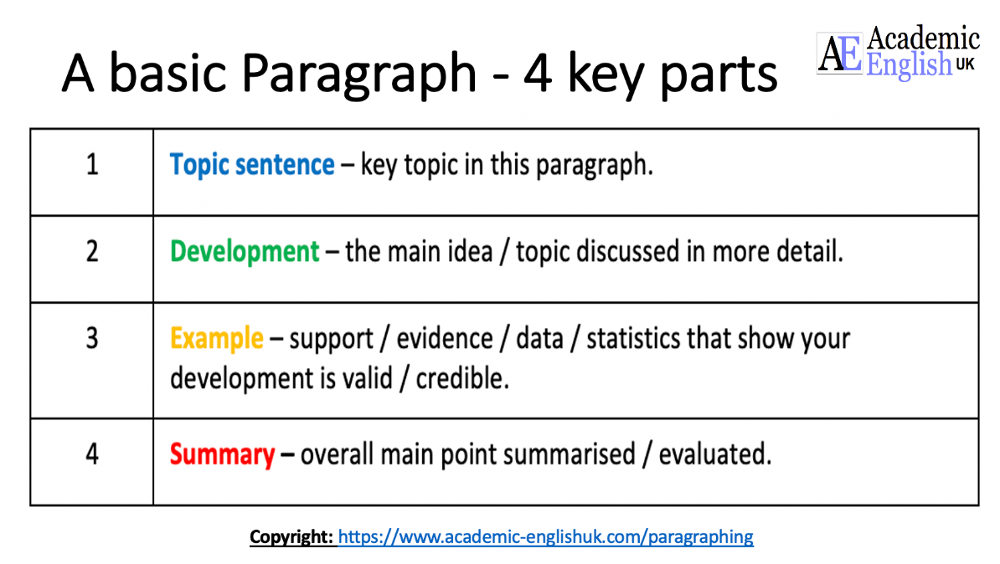 A basic Paragraph - 4 key parts
AE Academic
English UK
1
Topic sentence – key topic in this paragraph.
2
Development – the main idea / topic discussed in more detail.
3
Example – support / evidence / data / statistics that show your
development is valid / credible.
4
Summary – overall main point summarised / evaluated.
Copyright: https://www.academic-englishuk.com/paragraphing